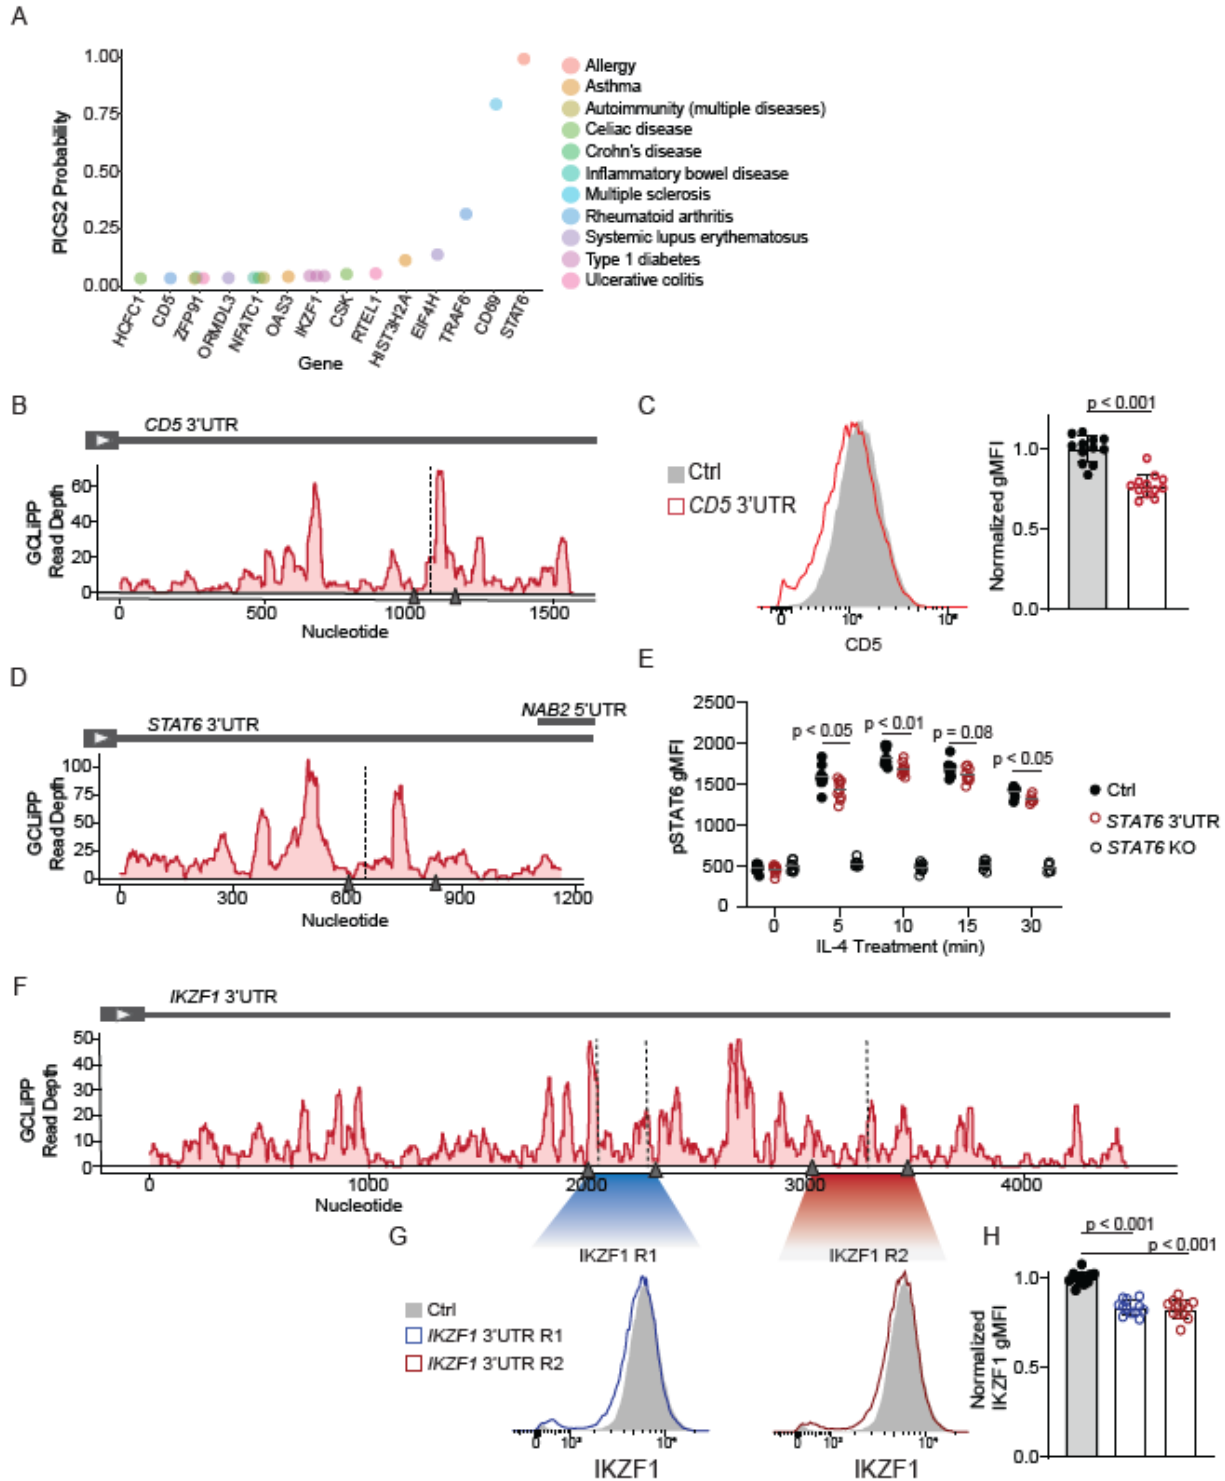 A
1.00
0.75
0.50
0.25
0.00
PICS2 Probability
HCFC1
CD5
ZFP91
ORMDL3
NFATC1
OAS3
IKZF1
CSK
RTEL1
HIST3H2A
EIF4H
TRAF6
CD69
STAT6
Gene
Allergy
Asthma
Autoimmunity (multiple diseases)
Celiac disease
Crohn's disease
Inflammatory bowel disease
Multiple sclerosis
Rheumatoid arthritis
Systemic lupus erythematosus
Type 1 diabetes
Ulcerative colitis
B
CD5 3'UTR
GCLiPP
Read Depth
60
40
20
0
0 500 1000 1500
Nucleotide
C
Ctrl
CD5 3'UTR
0
CD5
p < 0.001
Normalized gMFI
1.0
0.5
0.0
D
NAB2 5'UTR
STAT6 3'UTR
GCLiPP
Read Depth
100
75
50
25
0
0 300 600 900 1200
Nucleotide
E
pSTAT6 gMFI
2500
2000
1500
1000
500
0
p < 0.05
p < 0.01
p = 0.08
p < 0.05
0 5 10 15 30
IL-4 Treatment (min)
Ctrl
STAT6 3'UTR
STAT6 KO
F
IKZF1 3'UTR
GCLiPP
Read Depth
50
40
30
20
10
0
0 1000 2000 3000 4000
Nucleotide
G
IKZF1 R1
IKZF1 R2
Ctrl
IKZF1 3'UTR R1
IKZF1 3'UTR R2
IKZF1
IKZF1
H
p < 0.001
p < 0.001
Normalized
IKZF1 gMFI
1.0
0.5
0.0